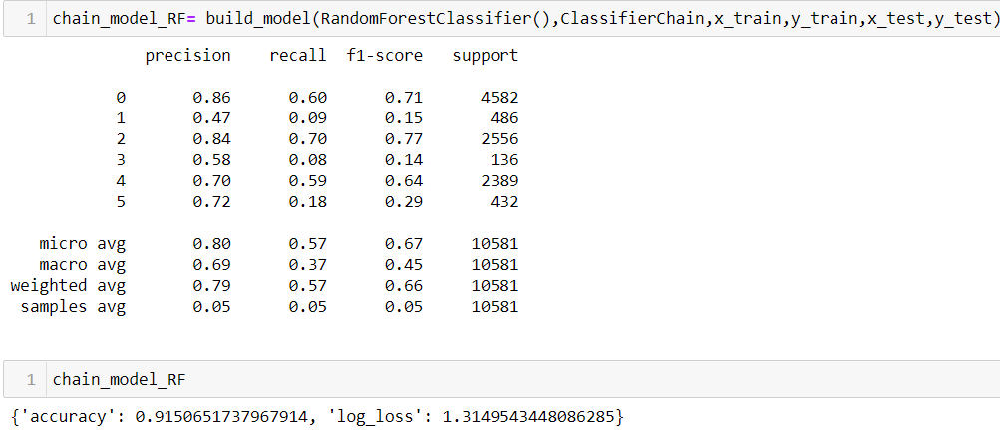 1 chain_model_RF= build_model(RandomForestClassifier(),ClassifierChain,x_train,y_train,x_test,y_test)
precision recall f1-score support
0 0.86 0.60 0.71 4582
1 0.47 0.09 0.15 486
2 0.84 0.70 0.77 2556
3 0.58 0.08 0.14 136
4 0.70 0.59 0.64 2389
5 0.72 0.18 0.29 432
micro avg 0.80 0.57 0.67 10581
macro avg 0.69 0.37 0.45 10581
weighted avg 0.79 0.57 0.66 10581
samples avg 0.05 0.05 0.05 10581
1 chain_model_RF
{'accuracy': 0.9150651737967914, 'log_loss': 1.3149543448086285}